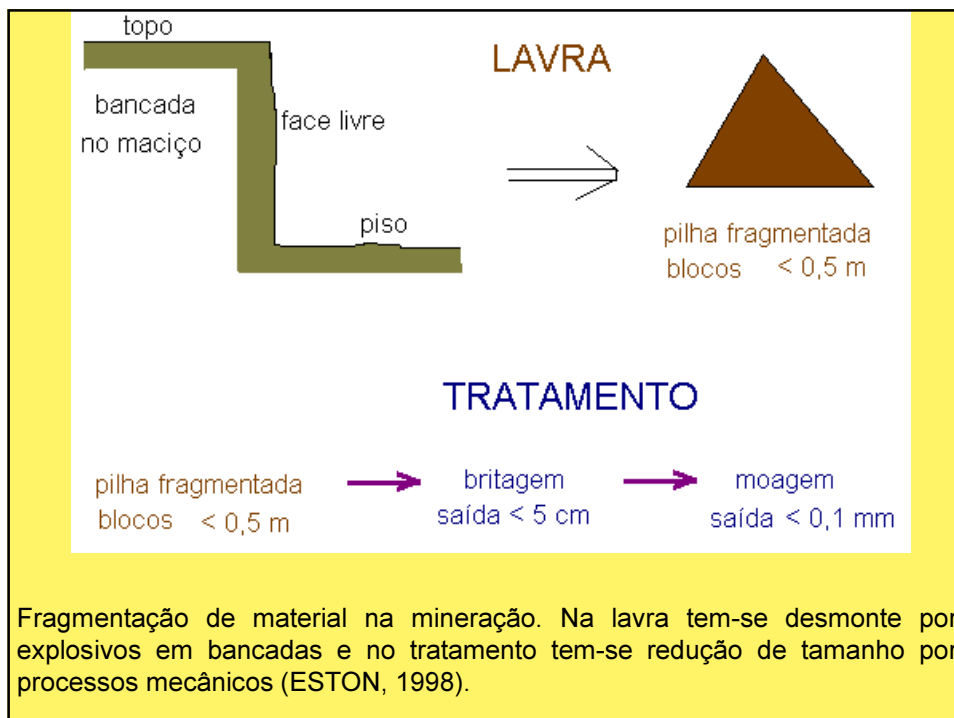 topo
LAVRA
bancada
no maciço
face livre
piso
pilha fragmentada
blocos < 0,5 m
TRATAMENTO
pilha fragmentada
blocos < 0,5 m
britagem
saída < 5 cm
moagem
saída < 0,1 mm
Fragmentação de material na mineração. Na lavra tem-se desmonte por
explosivos em bancadas e no tratamento tem-se redução de tamanho por
processos mecânicos (ESTON, 1998).